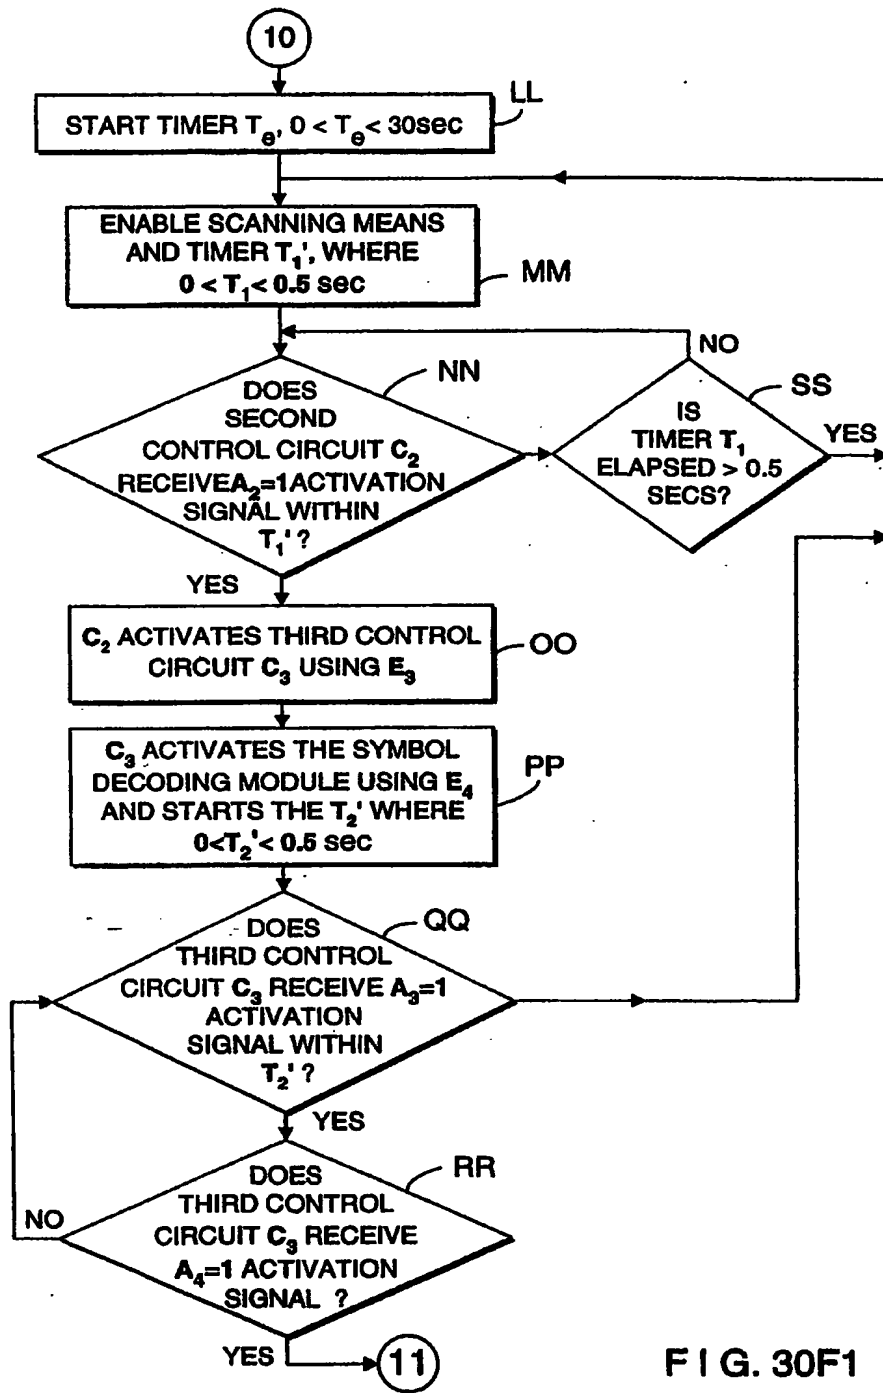 10
LL
START TIMER Tₑ, 0 < Tₑ < 30sec
ENABLE SCANNING MEANS
AND TIMER T₁', WHERE
0 < T₁ < 0.5 sec
MM
NO
NN
SS
DOES
SECOND
CONTROL CIRCUIT C₂
RECEIVEA₂=1ACTIVATION
SIGNAL WITHIN
T₁' ?
IS
TIMER T₁
ELAPSED > 0.5
SECS?
YES
YES
C₂ ACTIVATES THIRD CONTROL
CIRCUIT C₃ USING E₃
OO
C₃ ACTIVATES THE SYMBOL
DECODING MODULE USING E₄
AND STARTS THE T₂' WHERE
0<T₂'< 0.5 sec
PP
QQ
DOES
THIRD CONTROL
CIRCUIT C₃ RECEIVE A₃=1
ACTIVATION
SIGNAL WITHIN
T₂' ?
YES
RR
NO
DOES
THIRD CONTROL
CIRCUIT C₃ RECEIVE
A₄=1 ACTIVATION
SIGNAL ?
YES
11
FIG. 30F1